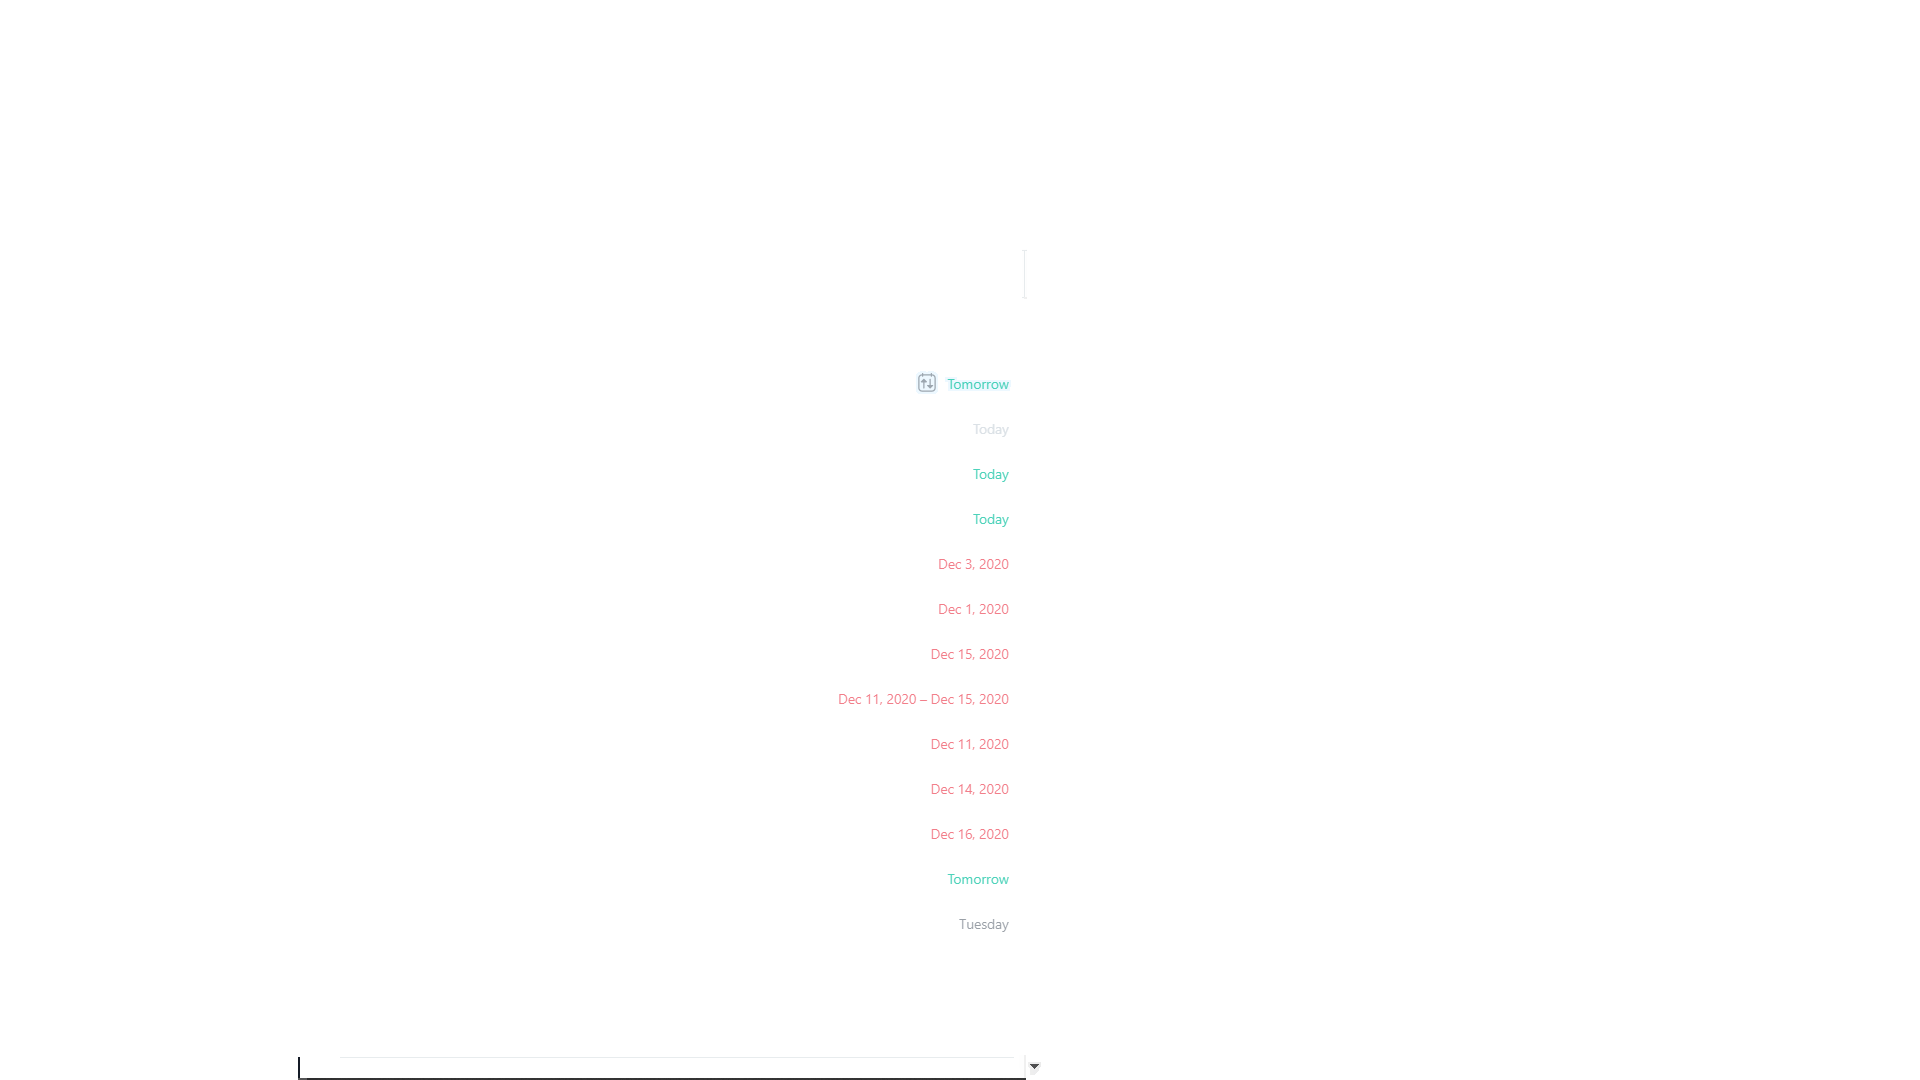 Tomorrow
Today
Today
Today
Dec 3, 2020
Dec 1, 2020
Dec 15, 2020
Dec 11, 2020 – Dec 15, 2020
Dec 11, 2020
Dec 14, 2020
Dec 16, 2020
Tomorrow
Tuesday